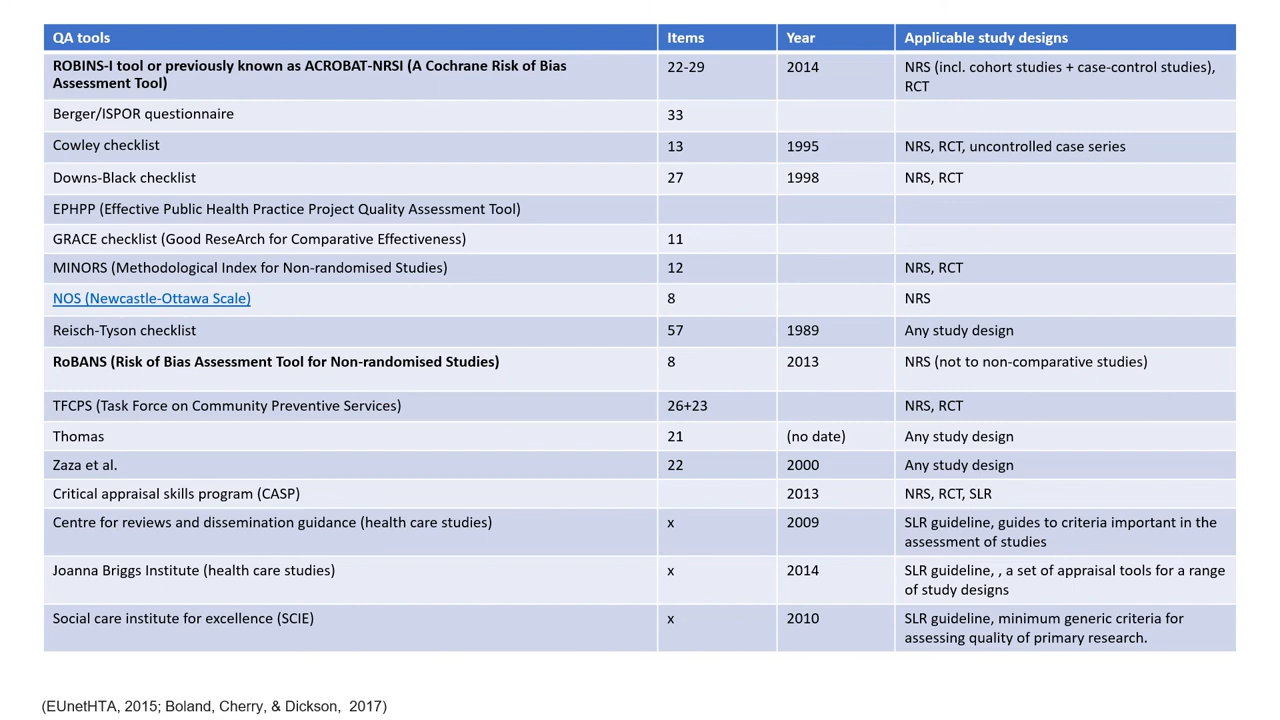 QA tools Items Year Applicable study designs
ROBINS-I tool or previously known as ACROBAT-NRSI (A Cochrane Risk of Bias 22-29 2014 NRS (incl. cohort studies + case-control studies),
Assessment Tool) RCT
Berger/ISPOR questionnaire 33
Cowley checklist 13 1995 NRS, RCT, uncontrolled case series
Downs-Black checklist 27 1998 NRS, RCT
EPHPP (Effective Public Health Practice Project Quality Assessment Tool)
GRACE checklist (Good ReseArch for Comparative Effectiveness) 11
MINORS (Methodological Index for Non-randomised Studies) 12 NRS, RCT
NOS (Newcastle-Ottawa Scale) 8 NRS
Reisch-Tyson checklist 57 1989 Any study design
RoBANS (Risk of Bias Assessment Tool for Non-randomised Studies) 8 2013 NRS (not to non-comparative studies)
TFCPS (Task Force on Community Preventive Services) 26+23 NRS, RCT
Thomas 21 (no date) Any study design
Zaza et al. 22 2000 Any study design
Critical appraisal skills program (CASP) 2013 NRS, RCT, SLR
Centre for reviews and dissemination guidance (health care studies) x 2009 SLR guideline, guides to criteria important in the
assessment of studies
Joanna Briggs Institute (health care studies) x 2014 SLR guideline, , a set of appraisal tools for a range
of study designs
Social care institute for excellence (SCIE) x 2010 SLR guideline, minimum generic criteria for
assessing quality of primary research.
(EUnetHTA, 2015; Boland, Cherry, & Dickson, 2017)